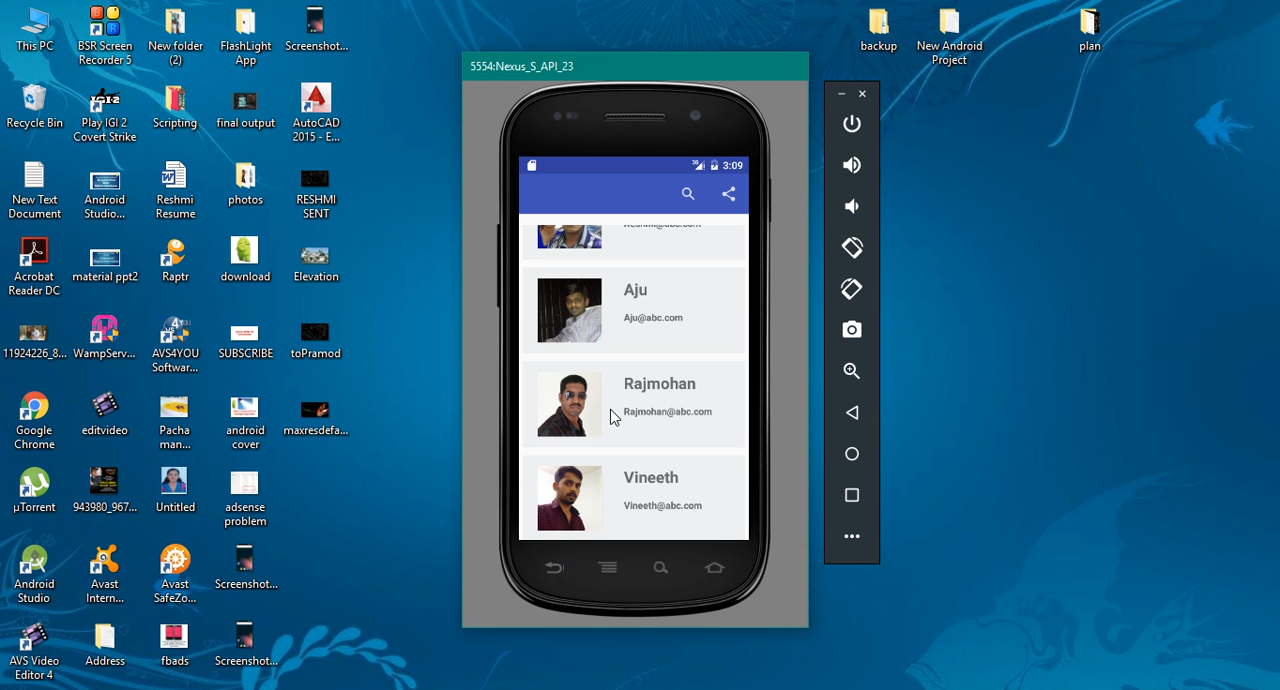 This PC
BSR Screen
Recorder 5
New folder
(2)
FlashLight
App
Screenshot...
Recycle Bin
Play IGI 2
Covert Strike
Scripting
final output
AutoCAD
2015 - E...
New Text
Document
Android
Studio...
Reshmi
Resume
photos
RESHMI
SENT
Acrobat
Reader DC
material ppt2
Raptr
download
Elevation
11924226_8...
WampServ...
AVS4YOU
Softwar...
SUBSCRIBE
toPramod
Google
Chrome
editvideo
Pacha
man...
android
cover
maxresdefa...
µTorrent
943980_967...
Untitled
adsense
problem
Android
Studio
Avast
Intern...
Avast
SafeZo...
Screenshot...
AVS Video
Editor 4
Address
fbads
Screenshot...
backup
New Android
Project
plan
5554:Nexus_S_API_23
3G
3:09
Reshmi@abc.com
Aju
Aju@abc.com
Rajmohan
Rajmohan@abc.com
Vineeth
Vineeth@abc.com